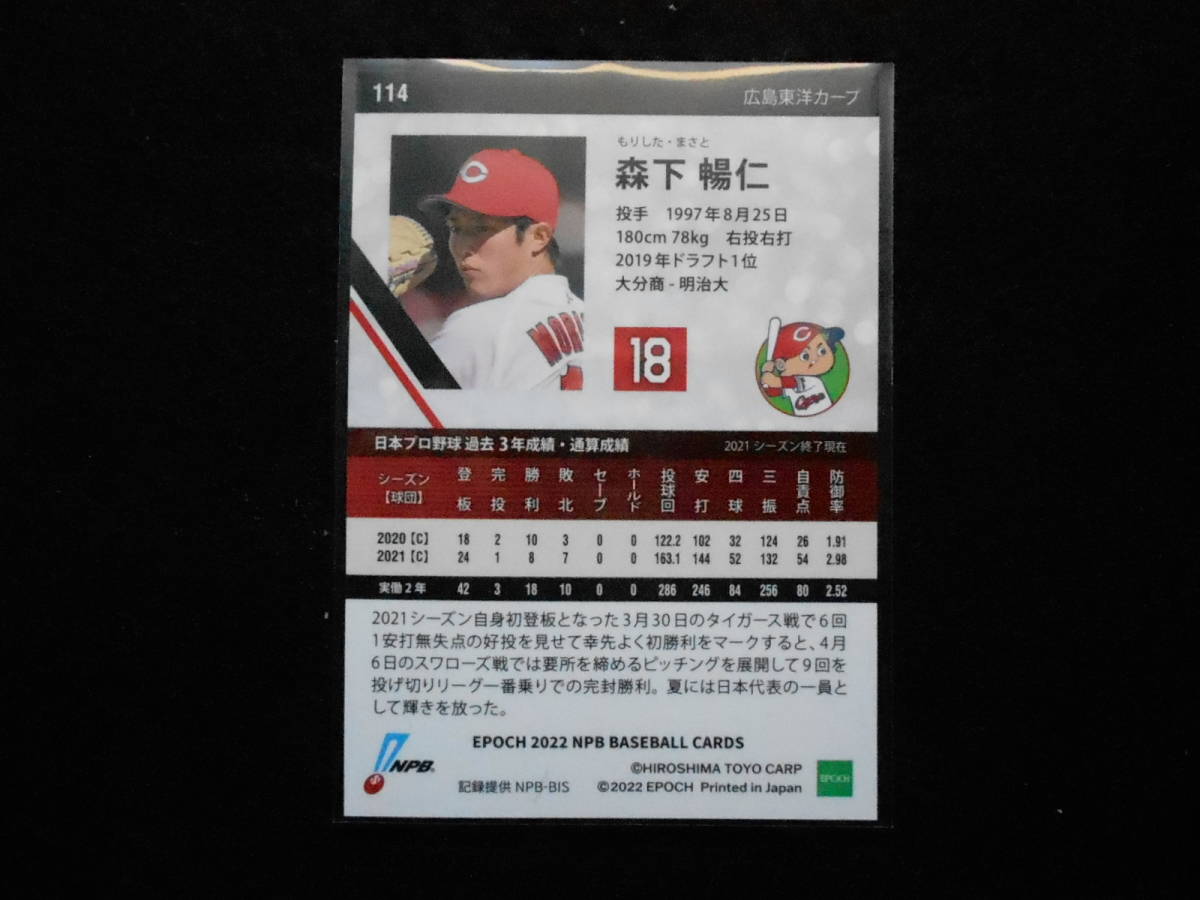 114
広島東洋カープ
もりした・まさと
森下 暢仁
投手 1997年8月25日
180cm 78kg 右投右打
2019年ドラフト1位
大分商 - 明治大
C
MOR
18
C
Carp
日本プロ野球 過去 3年成績・通算成績 2021 シーズン終了現在
シーズン【球団】 登板 完投 勝利 敗北 セーブ ホールド 投球回 安打 四球 三振 自責点 防御率
2020【C】 18 2 10 3 0 0 122.2 102 32 124 26 1.91
2021【C】 24 1 8 7 0 0 163.1 144 52 132 54 2.98
実働2年 42 3 18 10 0 0 286 246 84 256 80 2.52
2021シーズン自身初登板となった3月30日のタイガース戦で6回
1安打無失点の好投を見せて幸先よく初勝利をマークすると、4月
6日のスワローズ戦では要所を締めるピッチングを展開して9回を
投げ切りリーグ一番乗りでの完封勝利。夏には日本代表の一員と
して輝きを放った。
EPOCH 2022 NPB BASEBALL CARDS
NPB
©HIROSHIMA TOYO CARP
記録提供 NPB-BIS ©2022 EPOCH Printed in Japan
EPOCH